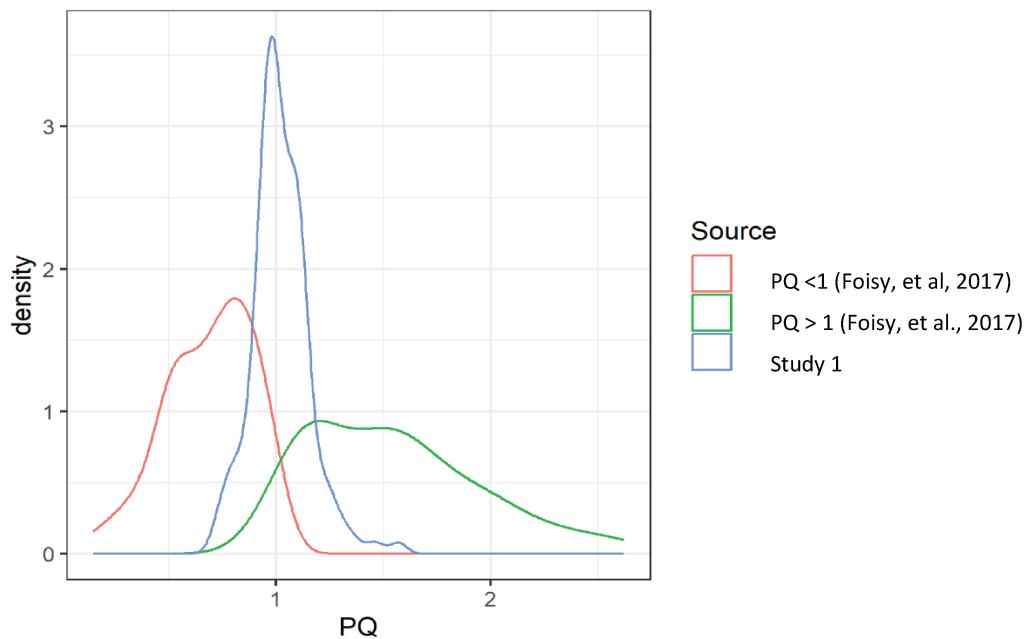 3
2
1
0
density
1
2
PQ
Source
PQ <1 (Foisy, et al, 2017)
PQ > 1 (Foisy, et al., 2017)
Study 1